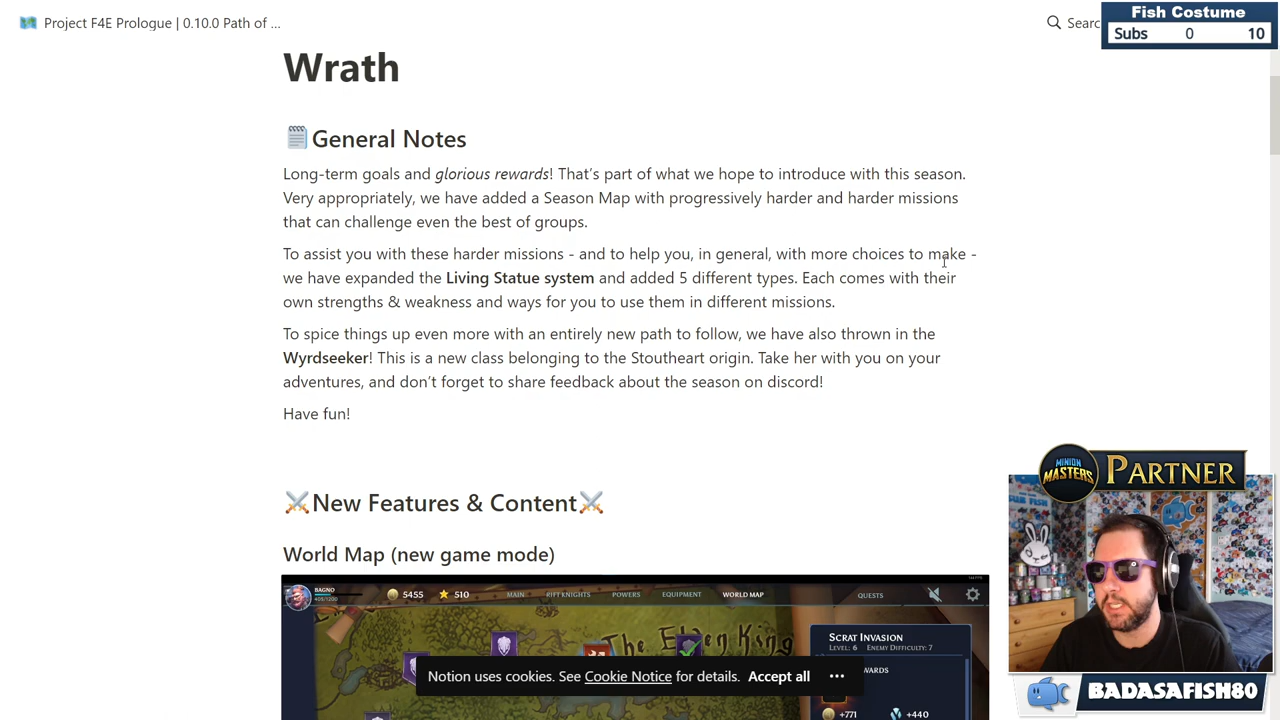 Project F4E Prologue | 0.10.0 Path of ...
Searc
Fish Costume
Subs 0 10
Wrath
General Notes
Long-term goals and glorious rewards! That’s part of what we hope to introduce with this season.
Very appropriately, we have added a Season Map with progressively harder and harder missions
that can challenge even the best of groups.
To assist you with these harder missions - and to help you, in general, with more choices to make -
we have expanded the Living Statue system and added 5 different types. Each comes with their
own strengths & weakness and ways for you to use them in different missions.
To spice things up even more with an entirely new path to follow, we have also thrown in the
Wyrdseeker! This is a new class belonging to the Stoutheart origin. Take her with you on your
adventures, and don’t forget to share feedback about the season on discord!
Have fun!
New Features & Content
World Map (new game mode)
BAGNO
5455 510 MAIN RIFT KNIGHTS POWERS EQUIPMENT WORLD MAP QUESTS
The Elden King
SCRAT INVASION
LEVEL: 6 ENEMY DIFFICULTY: 7
+771 +440
Notion uses cookies. See Cookie Notice for details. Accept all
MINION
MASTERS
PARTNER
BADASAFISH80